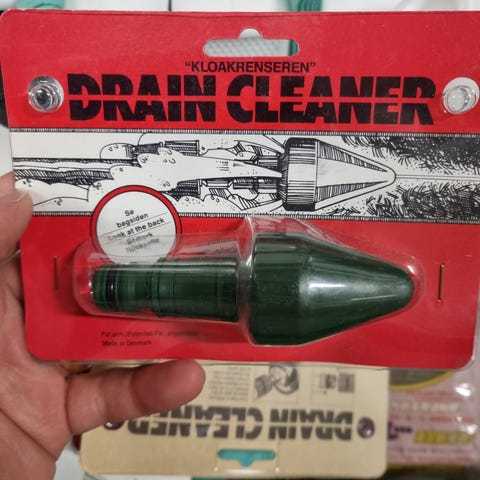 "KLOAKRENSEREN"
DRAIN CLEANER
Se
bagsiden
Look at the back
Made in Denmark
DRAIN CLEANER